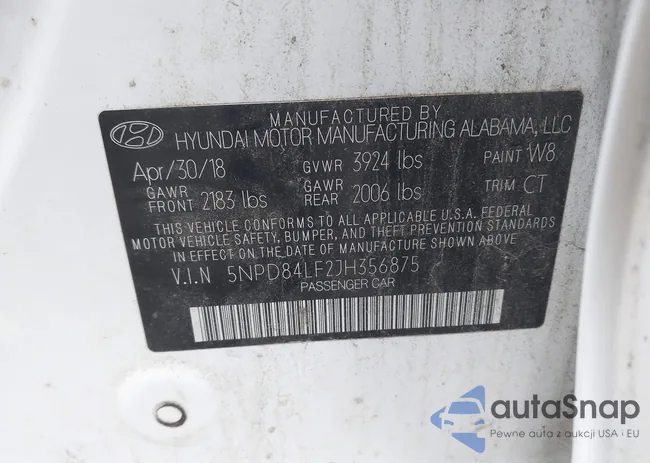 MANUFACTURED BY
HYUNDAI MOTOR MANUFACTURING ALABAMA, LLC
Apr/30/18 GVWR 3924 lbs PAINT W8
GAWR FRONT 2183 lbs GAWR REAR 2006 lbs TRIM CT
THIS VEHICLE CONFORMS TO ALL APPLICABLE U.S.A. FEDERAL
MOTOR VEHICLE SAFETY, BUMPER, AND THEFT PREVENTION STANDARDS
IN EFFECT ON THE DATE OF MANUFACTURE SHOWN ABOVE.
V.I.N 5NPD84LF2JH356875
PASSENGER CAR
autaSnap
Pewne auta z aukcji USA i EU